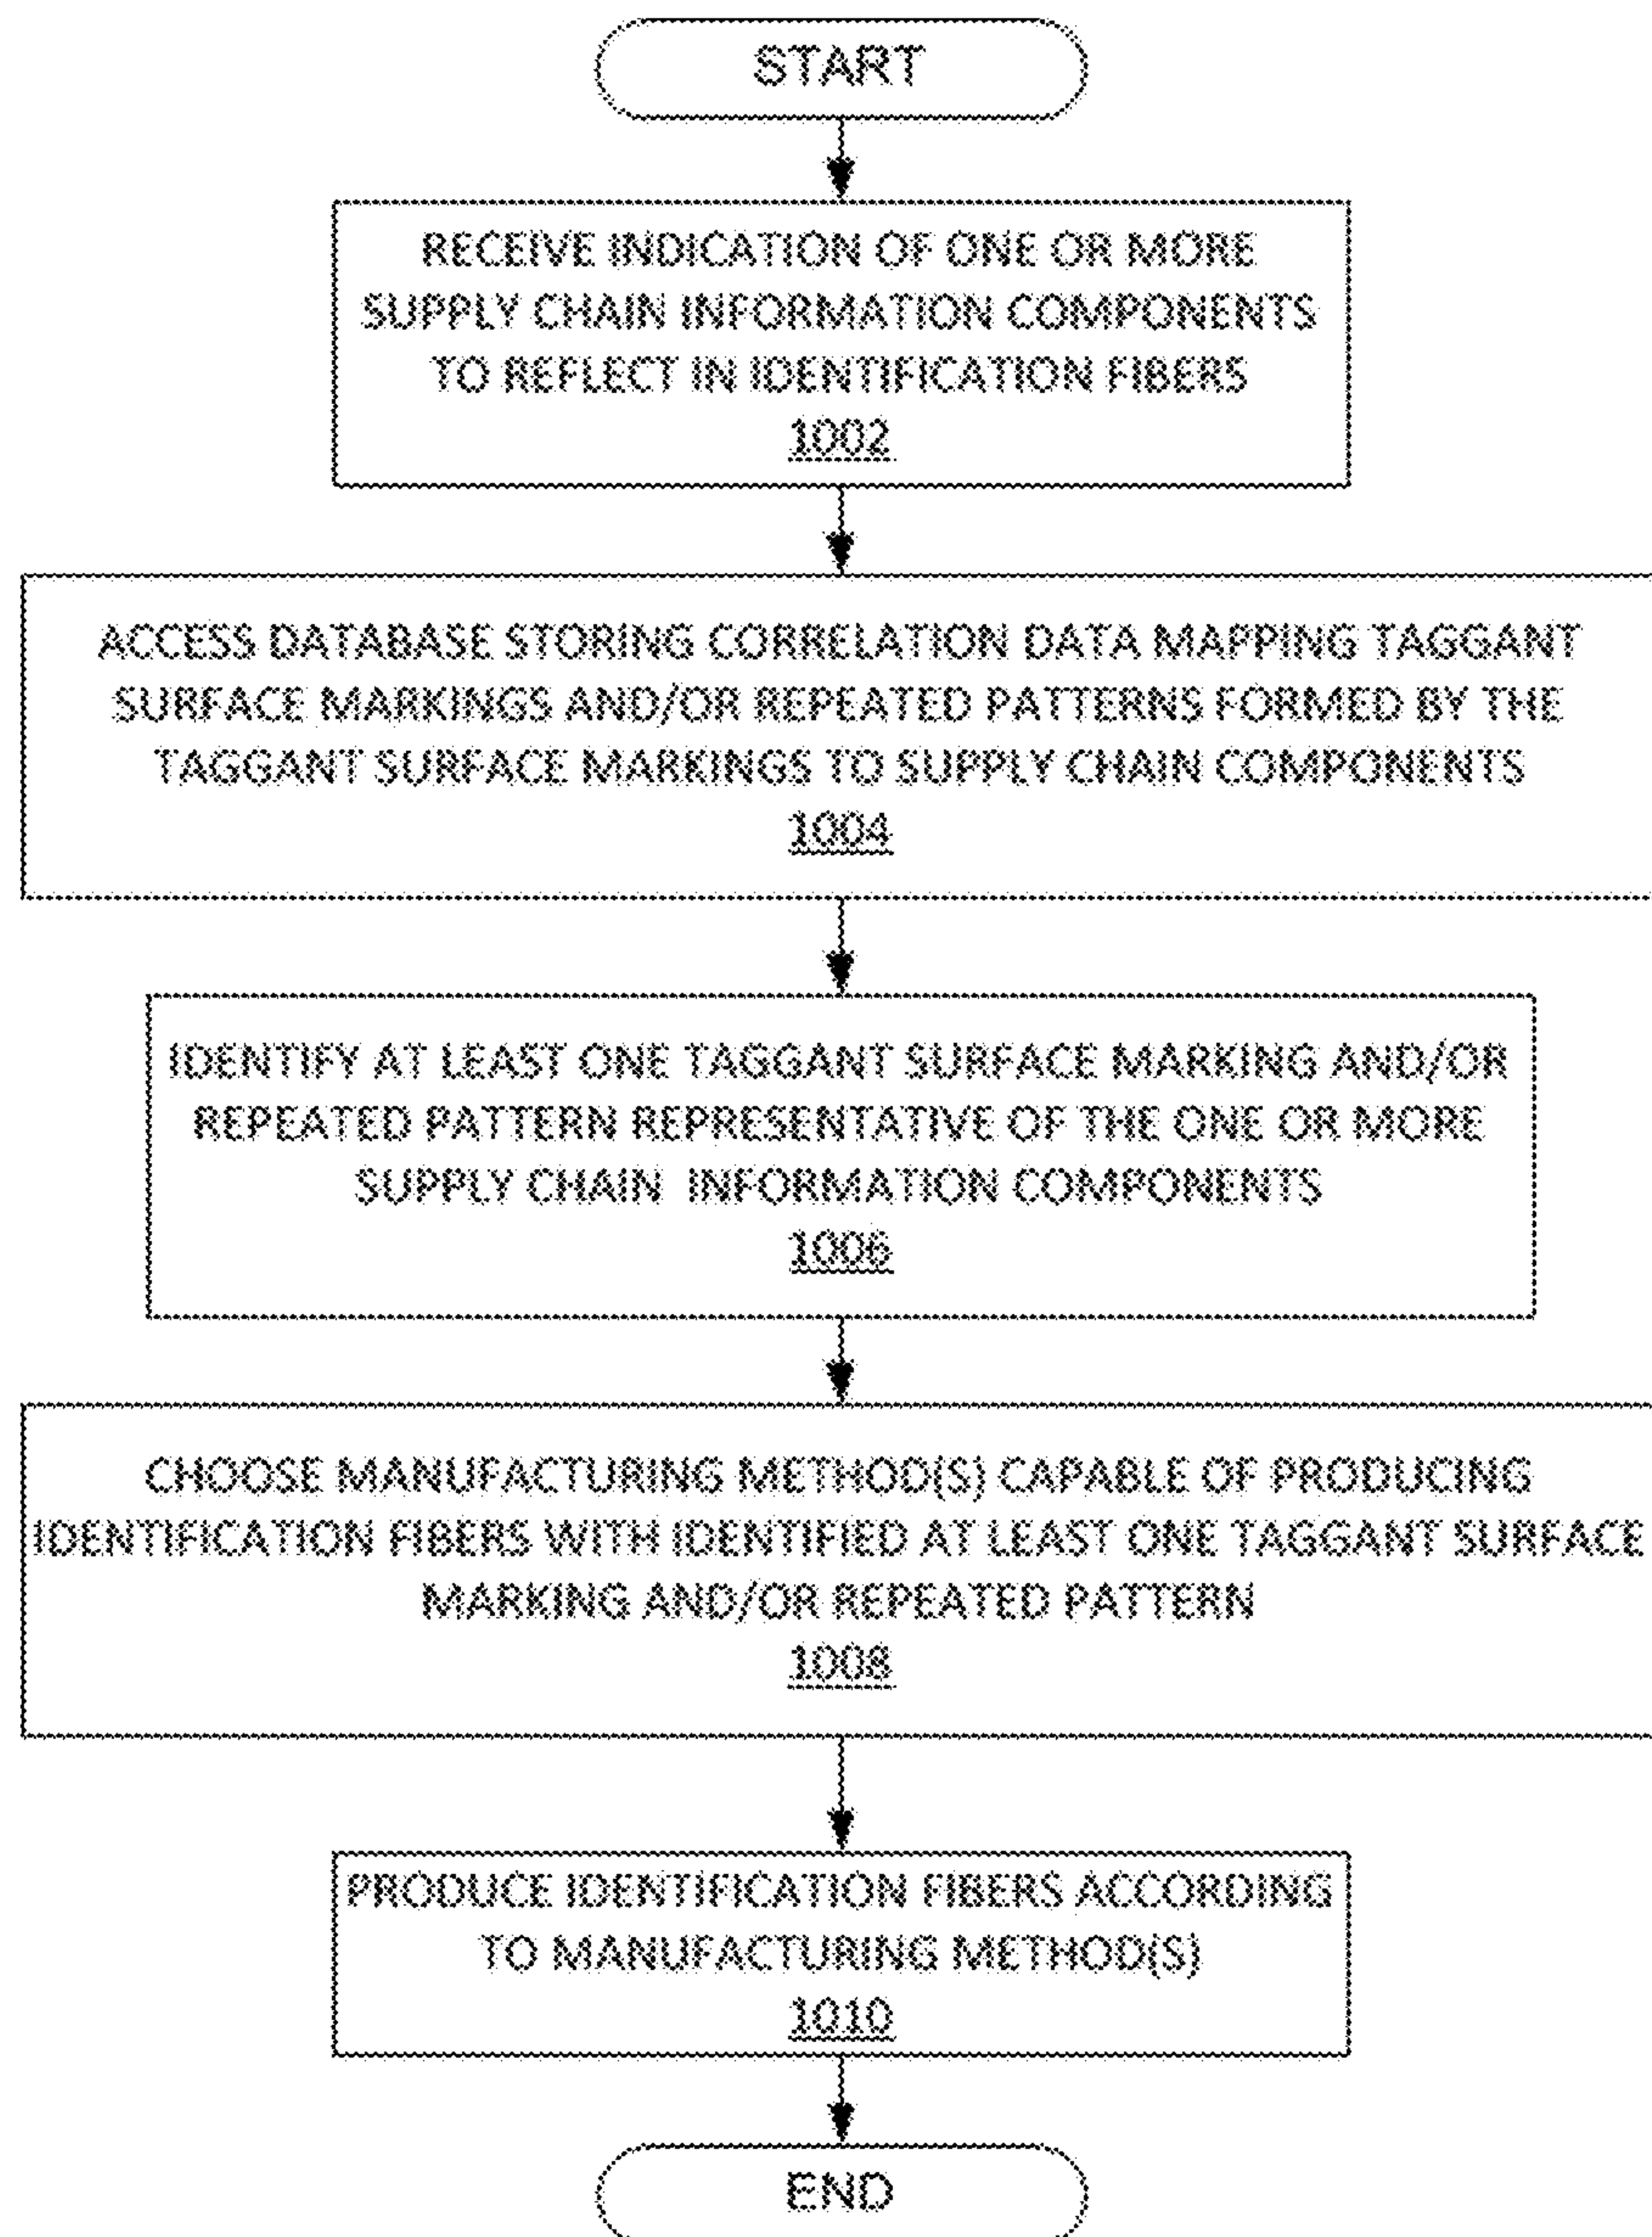 START
RECEIVE INDICATION OF ONE OR MORE
SUPPLY CHAIN INFORMATION COMPONENTS
TO REFLECT IN IDENTIFICATION FIBERS
1002
ACCESS DATABASE STORING CORRELATION DATA MAPPING TAGGANT
SURFACE MARKINGS AND/OR REPEATED PATTERNS FORMED BY THE
TAGGANT SURFACE MARKINGS TO SUPPLY CHAIN COMPONENTS
1004
IDENTIFY AT LEAST ONE TAGGANT SURFACE MARKING AND/OR
REPEATED PATTERN REPRESENTATIVE OF THE ONE OR MORE
SUPPLY CHAIN INFORMATION COMPONENTS
1006
CHOOSE MANUFACTURING METHOD(S) CAPABLE OF PRODUCING
IDENTIFICATION FIBERS WITH IDENTIFIED AT LEAST ONE TAGGANT SURFACE
MARKING AND/OR REPEATED PATTERN
1008
PRODUCE IDENTIFICATION FIBERS ACCORDING
TO MANUFACTURING METHOD(S)
1010
END